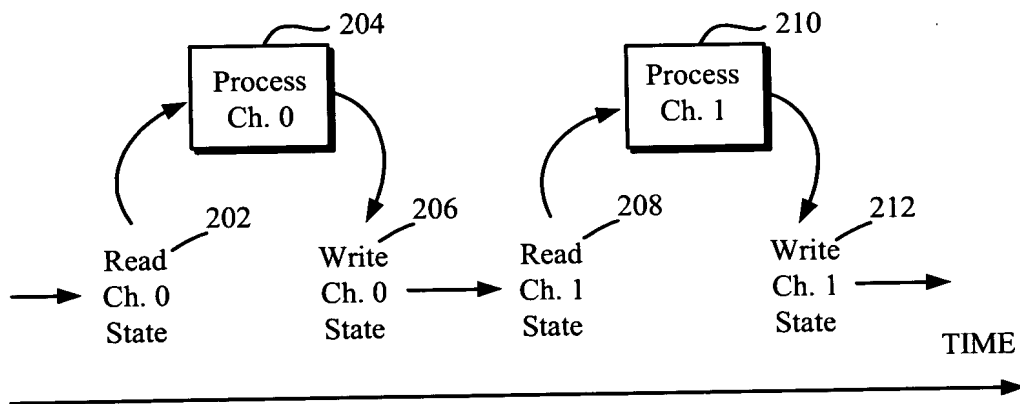 204
Process
Ch. 0
210
Process
Ch. 1
202
Read
Ch. 0
State
206
Write
Ch. 0
State
208
Read
Ch. 1
State
212
Write
Ch. 1
State
TIME